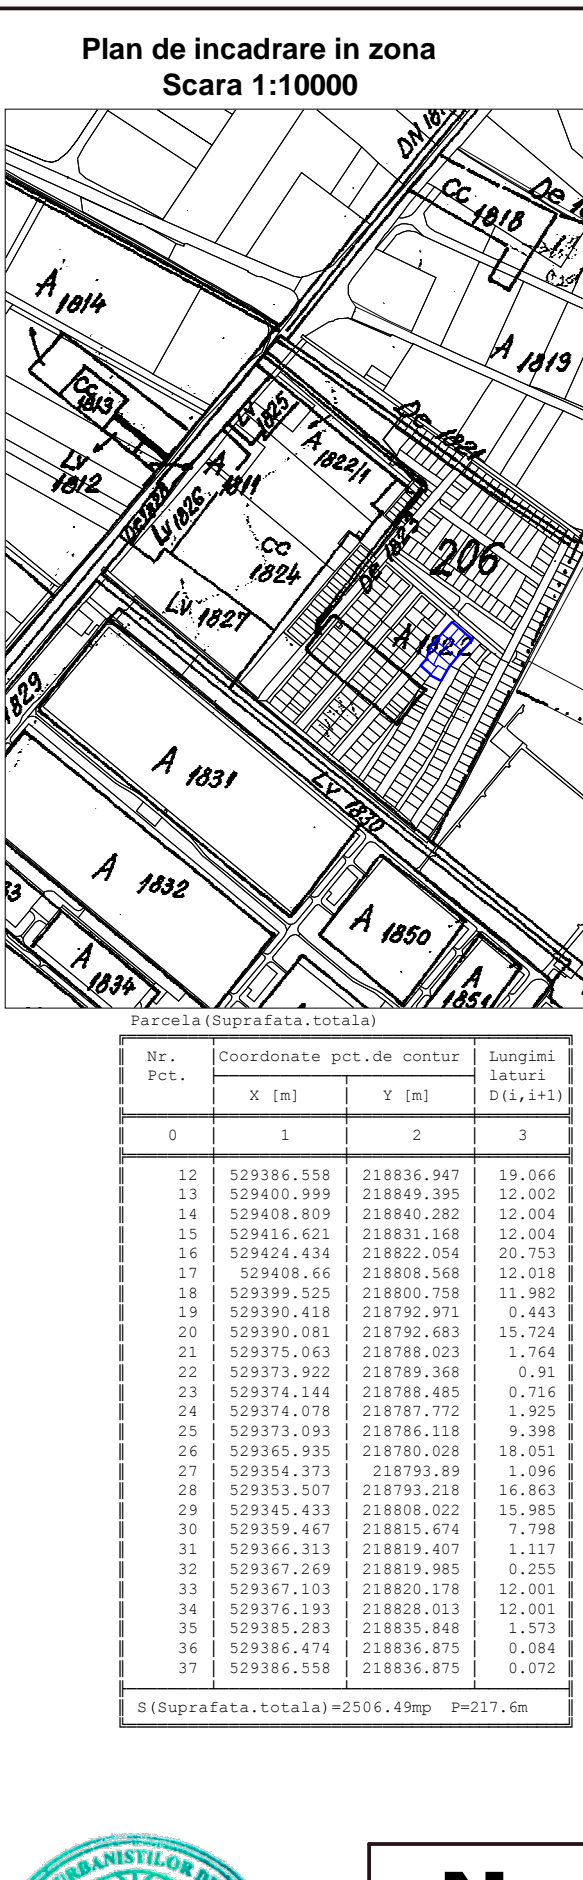 Plan de incadrare in zona
Scara 1:10000
DN 181
Cc 1818
De 1
A 1814
A 1819
Cc 1813
Lv 1825
De 1821
A 1822/1
Lv 1812
A 1811
Lv 1826
De 1823
206
Cc 1824
Lv 1827
A 1822
1829
A 1831
Lv 1830
A 1832
A 1850
33
A 1834
A 1851
Parcela(Suprafata.totala)
Nr. Pct. Coordonate pct.de contur Lungimi laturi
X [m] Y [m] D(i,i+1)
0 1 2 3
12 529386.558 218836.947 19.066
13 529400.999 218849.395 12.002
14 529408.809 218840.282 12.004
15 529416.621 218831.168 12.004
16 529424.434 218822.054 20.753
17 529408.66 218808.568 12.018
18 529399.525 218800.758 11.982
19 529390.418 218792.971 0.443
20 529390.081 218792.683 15.724
21 529375.063 218788.023 1.764
22 529373.922 218789.368 0.91
23 529374.144 218788.485 0.716
24 529374.078 218787.772 1.925
25 529373.093 218786.118 9.398
26 529365.935 218780.028 18.051
27 529354.373 218793.89 1.096
28 529353.507 218793.218 16.863
29 529345.433 218808.022 15.985
30 529359.467 218815.674 7.798
31 529366.313 218819.407 1.117
32 529367.269 218819.985 0.255
33 529367.103 218820.178 12.001
34 529376.193 218828.013 12.001
35 529385.283 218835.848 1.573
36 529386.474 218836.875 0.084
37 529386.558 218836.875 0.072
S(Suprafata.totala)=2506.49mp P=217.6m
URBANISTILOR D